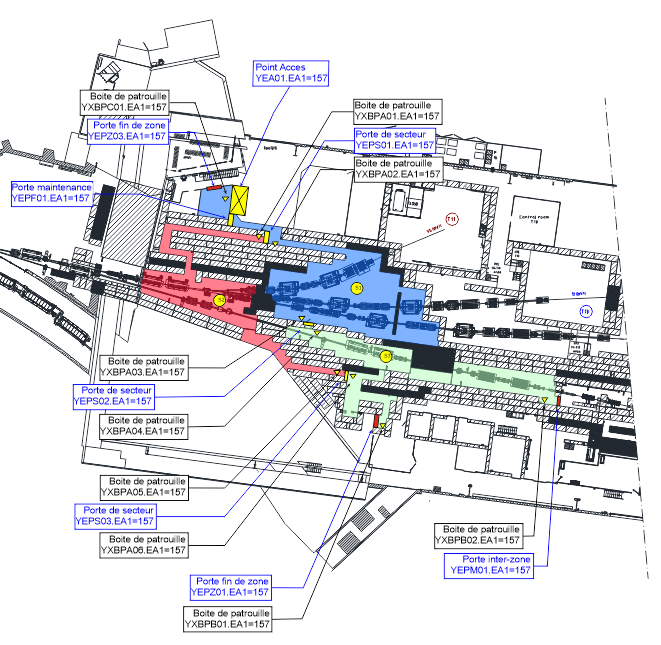 Point Acces
YEA01.EA1=157
Boite de patrouille
YXBPC01.EA1=157
Boite de patrouille
YXBPA01.EA1=157
Porte fin de zone
YEPZ03.EA1=157
Porte de secteur
YEPS01.EA1=157
Boite de patrouille
YXBPA02.EA1=157
Porte maintenance
YEPF01.EA1=157
T11
Control room
T10
Boite de patrouille
YXBPA03.EA1=157
Porte de secteur
YEPS02.EA1=157
Boite de patrouille
YXBPA04.EA1=157
Boite de patrouille
YXBPA05.EA1=157
Porte de secteur
YEPS03.EA1=157
Boite de patrouille
YXBPA06.EA1=157
Boite de patrouille
YXBPB02.EA1=157
Porte inter-zone
YEPM01.EA1=157
Porte fin de zone
YEPZ01.EA1=157
Boite de patrouille
YXBPB01.EA1=157